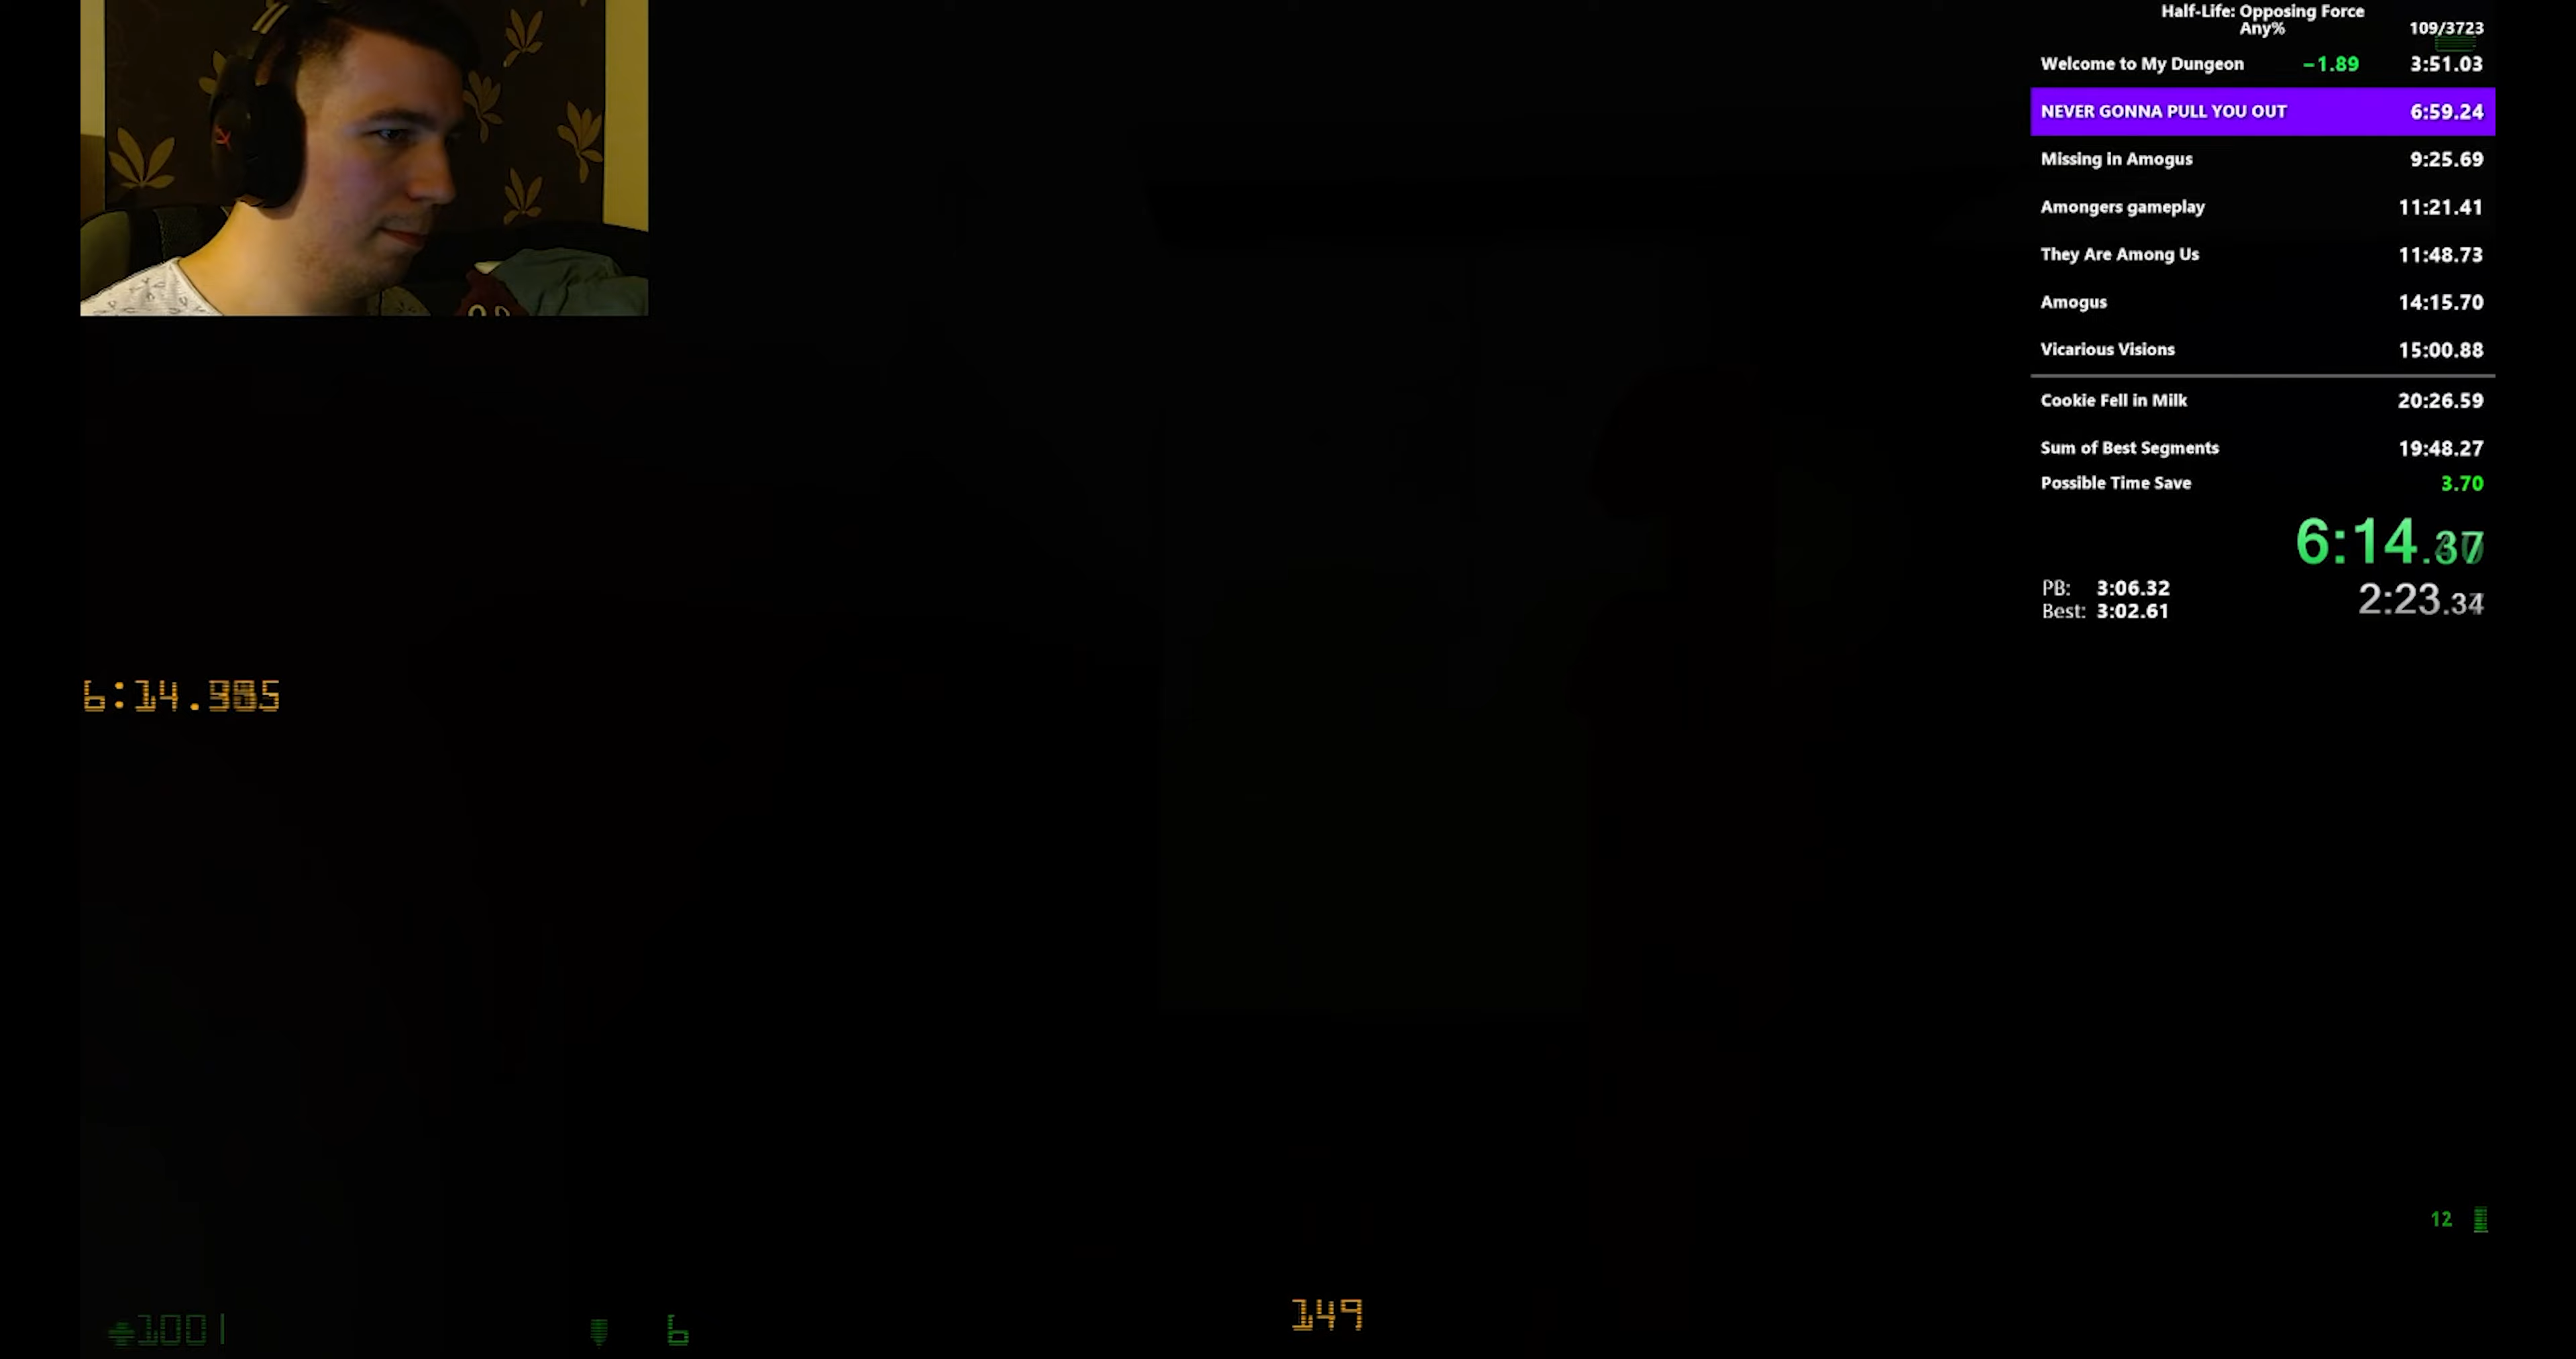 Half-Life: Opposing Force
Any%
109/3723
Welcome to My Dungeon -1.89 3:51.03
NEVER GONNA PULL YOU OUT 6:59.24
Missing in Amogus 9:25.69
Amongers gameplay 11:21.41
They Are Among Us 11:48.73
Amogus 14:15.70
Vicarious Visions 15:00.88
Cookie Fell in Milk 20:26.59
Sum of Best Segments 19:48.27
Possible Time Save 3.70
6:14.37
PB: 3:06.32
Best: 3:02.61
2:23.34
12
100
6
149